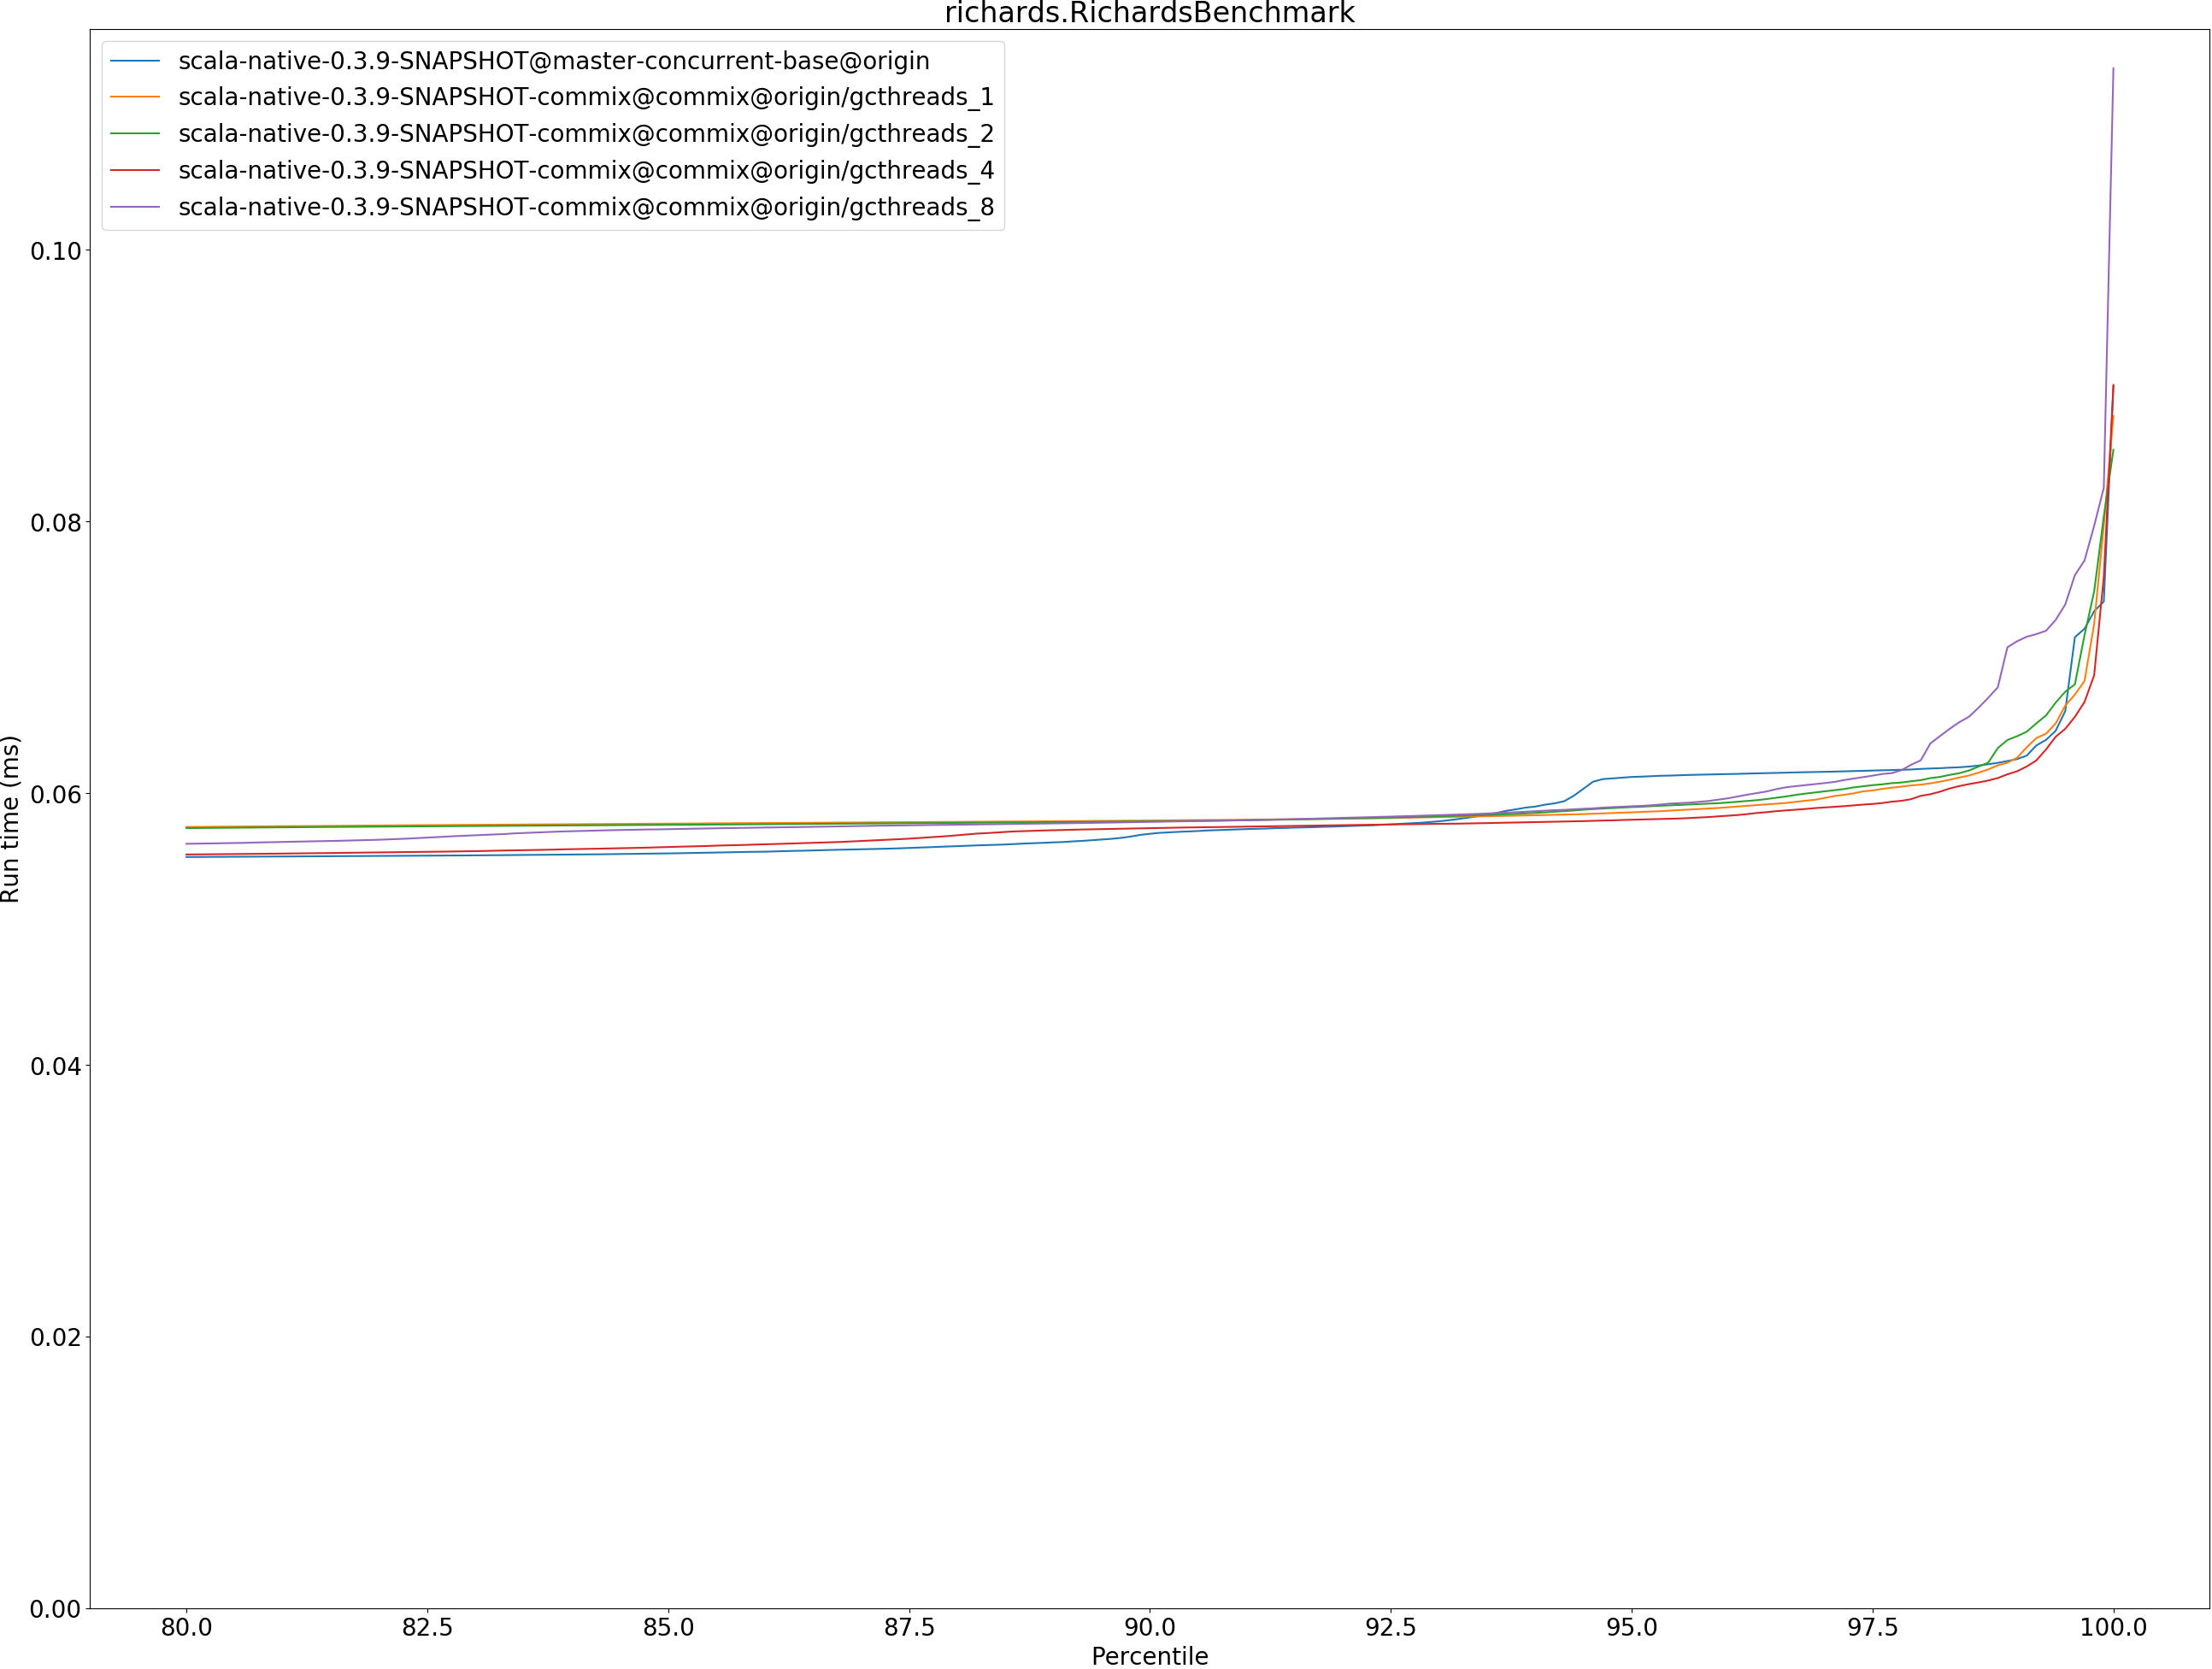 richards.RichardsBenchmark
scala-native-0.3.9-SNAPSHOT@master-concurrent-base@origin
scala-native-0.3.9-SNAPSHOT-commix@commix@origin/gcthreads_1
scala-native-0.3.9-SNAPSHOT-commix@commix@origin/gcthreads_2
scala-native-0.3.9-SNAPSHOT-commix@commix@origin/gcthreads_4
scala-native-0.3.9-SNAPSHOT-commix@commix@origin/gcthreads_8
0.10
0.08
0.06
0.04
0.02
0.00
Run time (ms)
80.0 82.5 85.0 87.5 90.0 92.5 95.0 97.5 100.0
Percentile